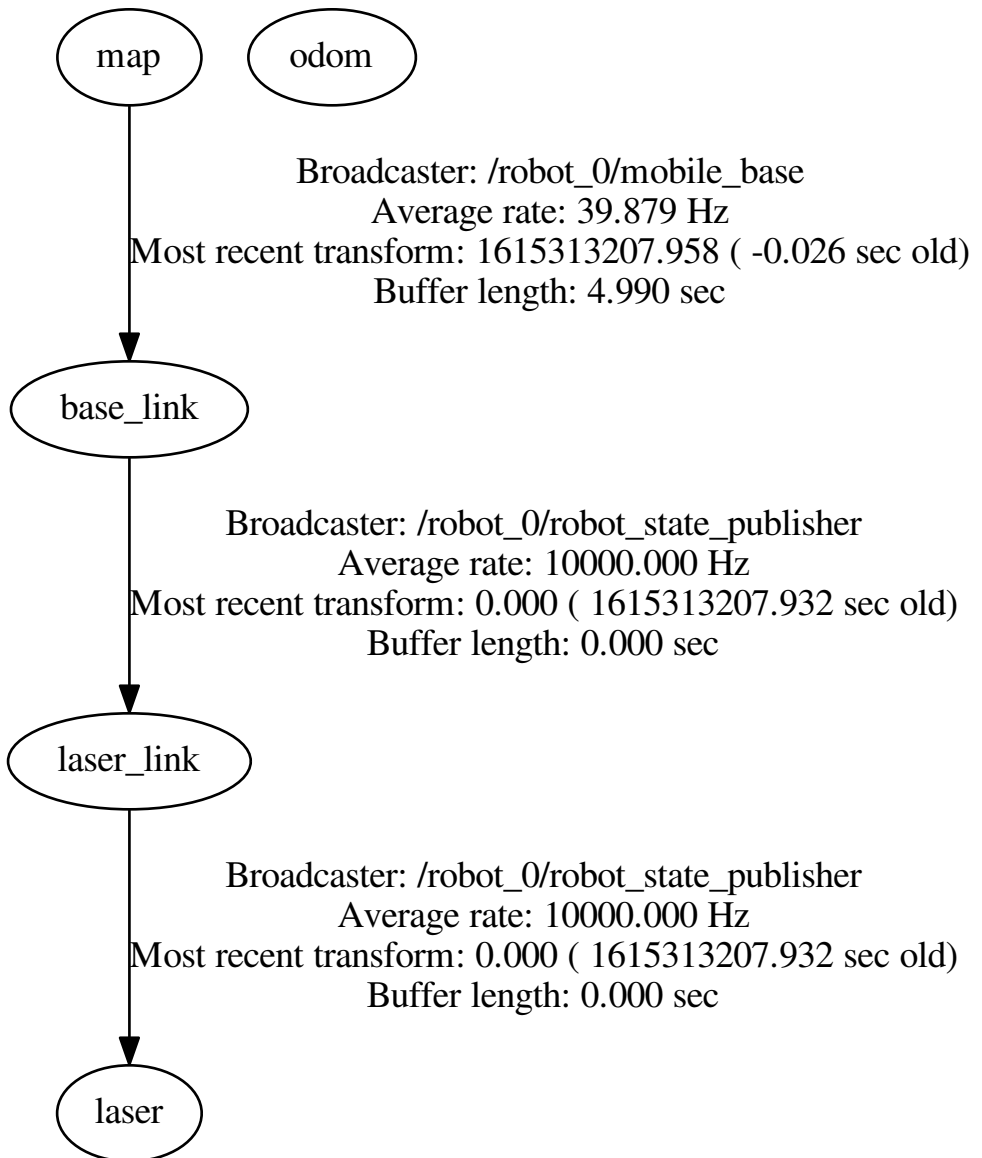 map
odom
Broadcaster: /robot_0/mobile_base
Average rate: 39.879 Hz
Most recent transform: 1615313207.958 ( -0.026 sec old)
Buffer length: 4.990 sec
base_link
Broadcaster: /robot_0/robot_state_publisher
Average rate: 10000.000 Hz
Most recent transform: 0.000 ( 1615313207.932 sec old)
Buffer length: 0.000 sec
laser_link
Broadcaster: /robot_0/robot_state_publisher
Average rate: 10000.000 Hz
Most recent transform: 0.000 ( 1615313207.932 sec old)
Buffer length: 0.000 sec
laser